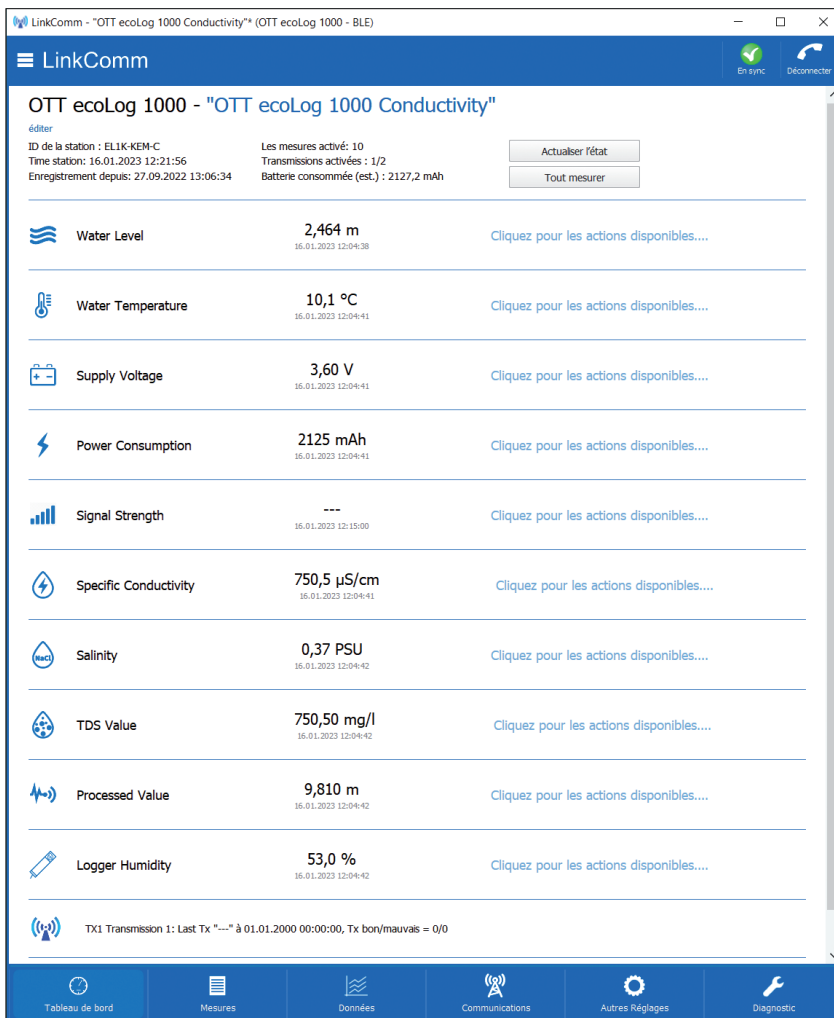 LinkComm - "OTT ecoLog 1000 Conductivity"* (OTT ecoLog 1000 - BLE)
LinkComm
En sync
Déconnecter
OTT ecoLog 1000 - "OTT ecoLog 1000 Conductivity"
éditer
ID de la station : EL1K-KEM-C
Time station: 16.01.2023 12:21:56
Enregistrement depuis: 27.09.2022 13:06:34
Les mesures activé: 10
Transmissions activées : 1/2
Batterie consommée (est.) : 2127,2 mAh
Actualiser l'état
Tout mesurer
Water Level
2,464 m
16.01.2023 12:04:38
Cliquez pour les actions disponibles....
Water Temperature
10,1 °C
16.01.2023 12:04:41
Cliquez pour les actions disponibles....
Supply Voltage
3,60 V
16.01.2023 12:04:41
Cliquez pour les actions disponibles....
Power Consumption
2125 mAh
16.01.2023 12:04:41
Cliquez pour les actions disponibles....
Signal Strength
---
16.01.2023 12:15:00
Cliquez pour les actions disponibles....
Specific Conductivity
750,5 µS/cm
16.01.2023 12:04:41
Cliquez pour les actions disponibles....
NaCl
Salinity
0,37 PSU
16.01.2023 12:04:42
Cliquez pour les actions disponibles....
TDS Value
750,50 mg/l
16.01.2023 12:04:42
Cliquez pour les actions disponibles....
Processed Value
9,810 m
16.01.2023 12:04:42
Cliquez pour les actions disponibles....
Logger Humidity
53,0 %
16.01.2023 12:04:42
Cliquez pour les actions disponibles....
TX1 Transmission 1: Last Tx "---" à 01.01.2000 00:00:00, Tx bon/mauvais = 0/0
Tableau de bord
Mesures
Données
Communications
Autres Réglages
Diagnostic